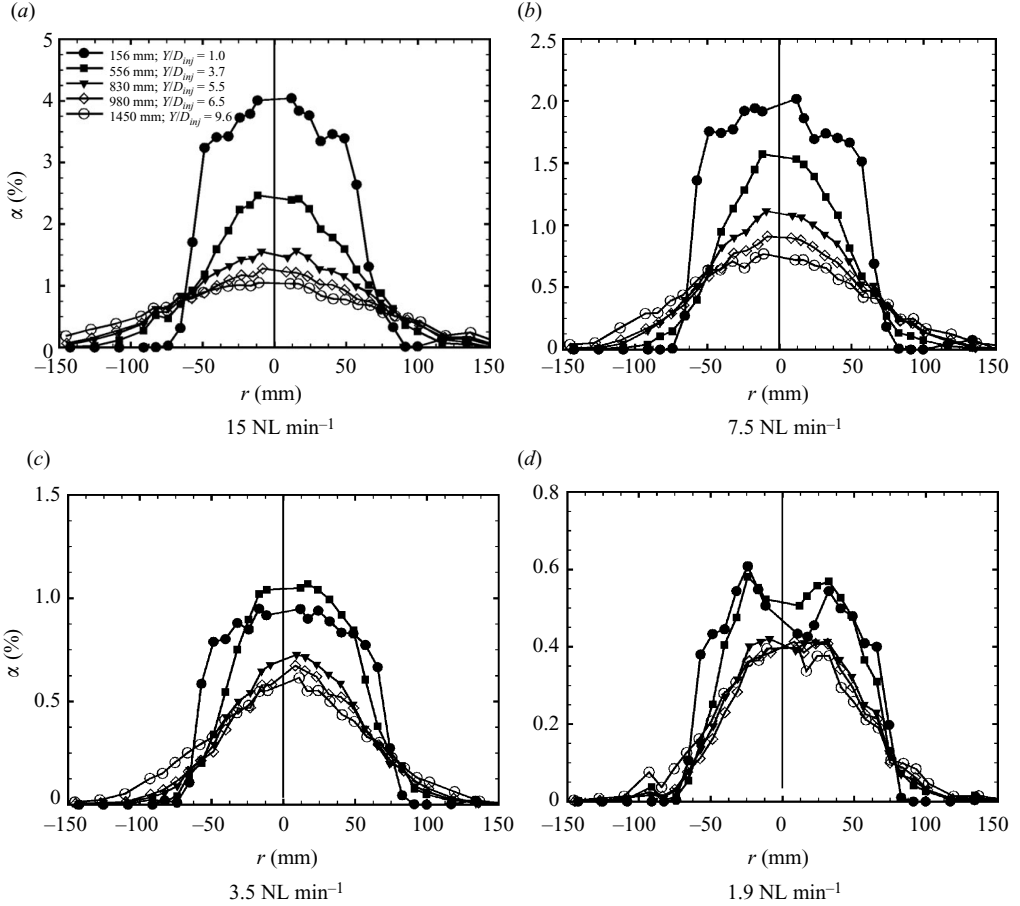 (a)
5
4
3
2
1
0
α (%)
156 mm; Y/D_inj = 1.0
556 mm; Y/D_inj = 3.7
830 mm; Y/D_inj = 5.5
980 mm; Y/D_inj = 6.5
1450 mm; Y/D_inj = 9.6
−150 −100 −50 0 50 100 150
r (mm)
15 NL min⁻¹
(b)
2.5
2.0
1.5
1.0
0.5
0
−150 −100 −50 0 50 100 150
r (mm)
7.5 NL min⁻¹
(c)
1.5
1.0
0.5
0
α (%)
−150 −100 −50 0 50 100 150
r (mm)
3.5 NL min⁻¹
(d)
0.8
0.6
0.4
0.2
0
−150 −100 −50 0 50 100 150
r (mm)
1.9 NL min⁻¹